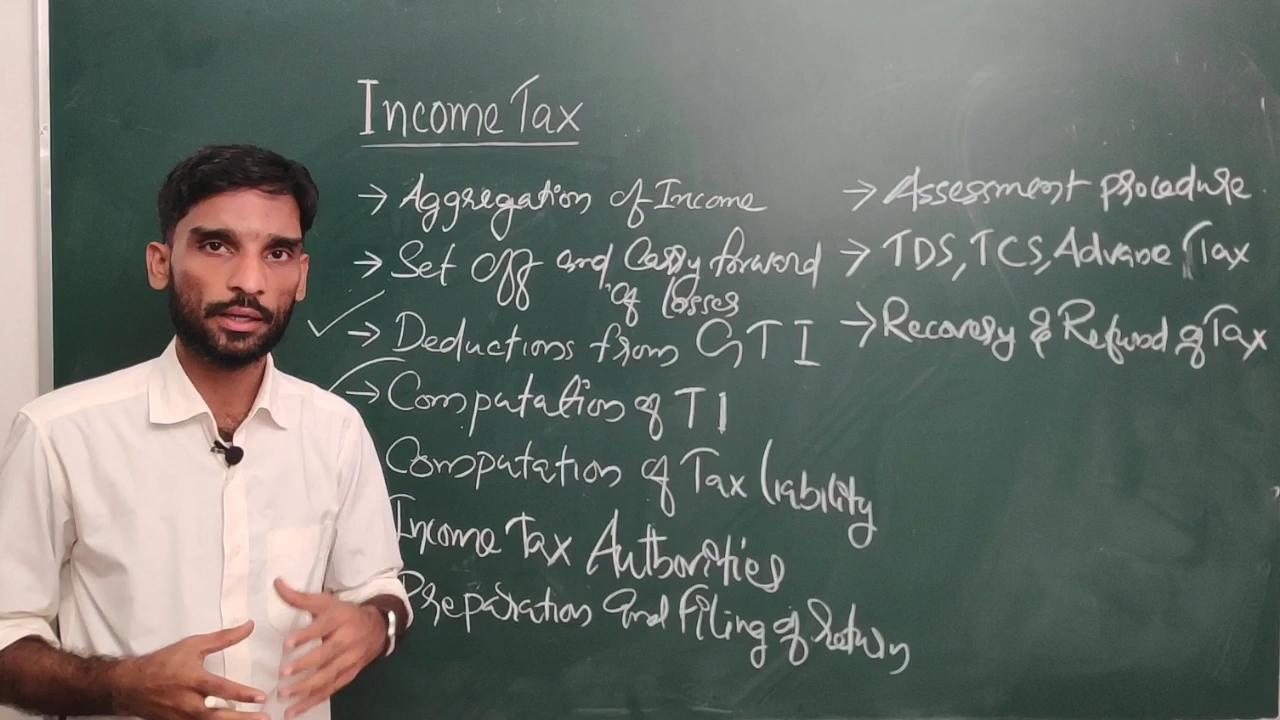 Income Tax
→ Aggregation of Income
→ Set Off and Carry forward
of losses
✓ → Deductions from GTI
✓ → Computation of TI
Computation of Tax Liability
Income Tax Authorities
Preparation and filing of return
→ Assessment procedure
→ TDS, TCS, Advance Tax
→ Recovery & Refund of Tax